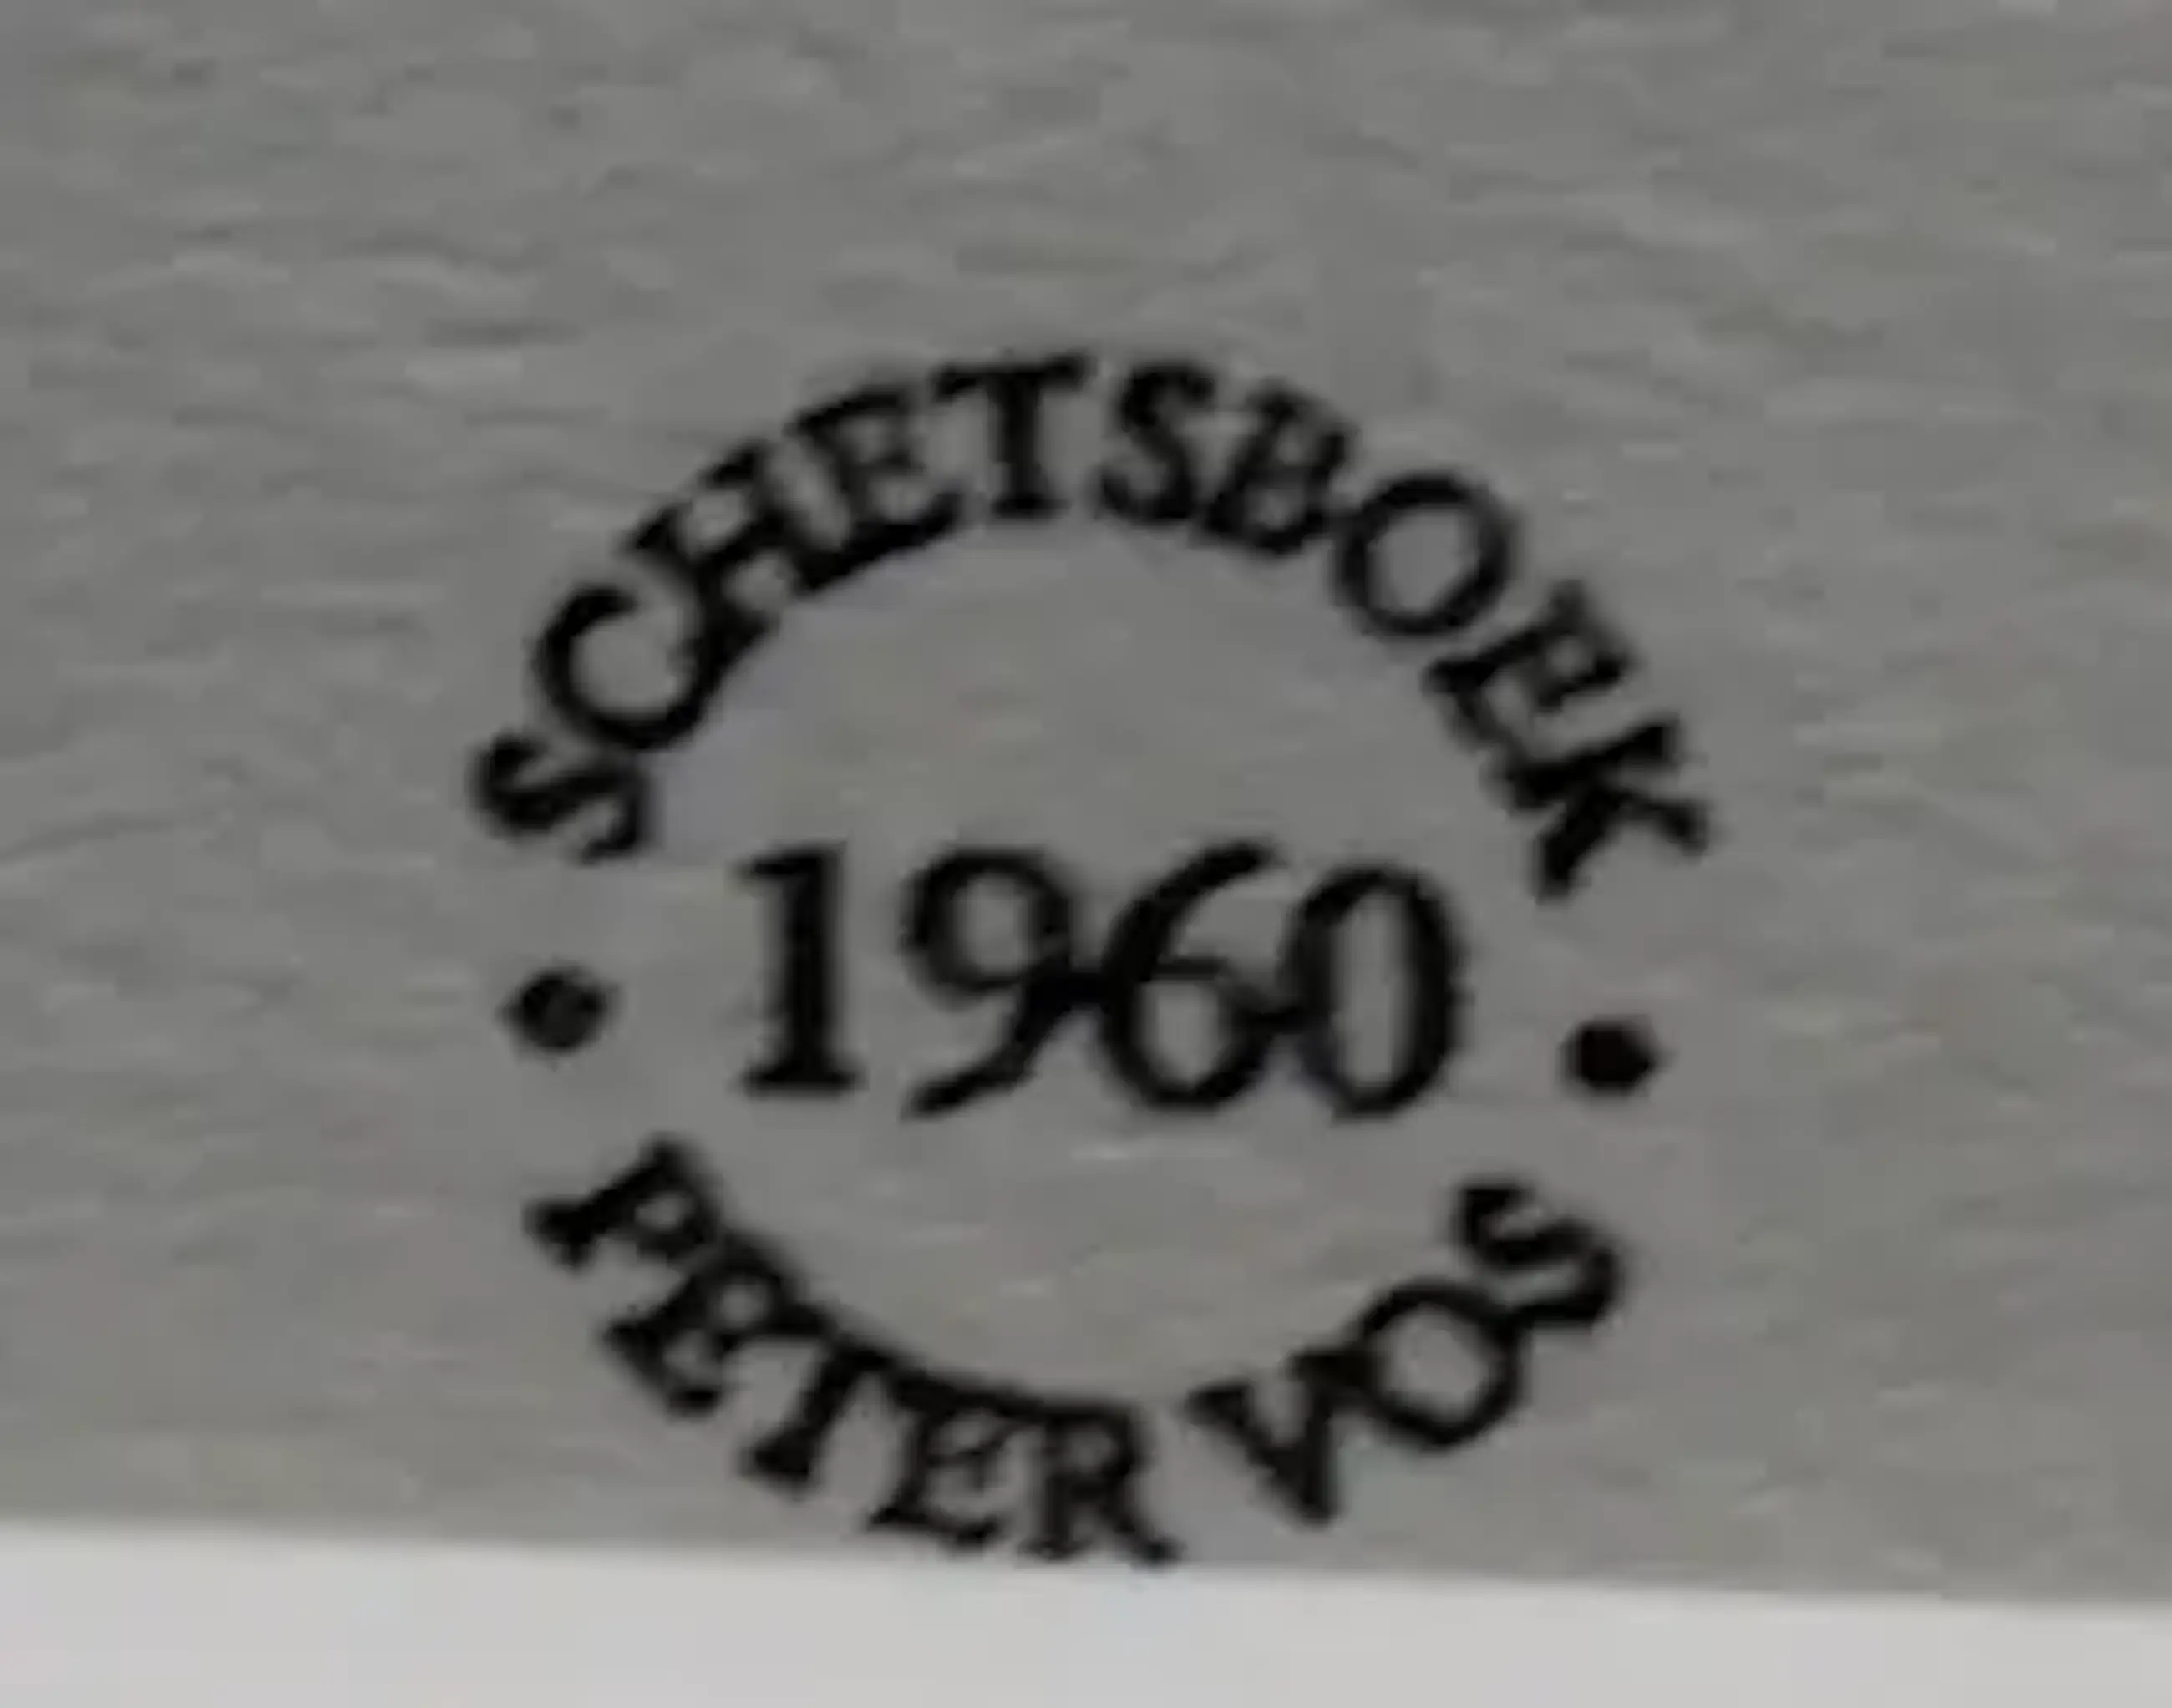 SCHETSBOEK
• 1960 •
PETER VOS